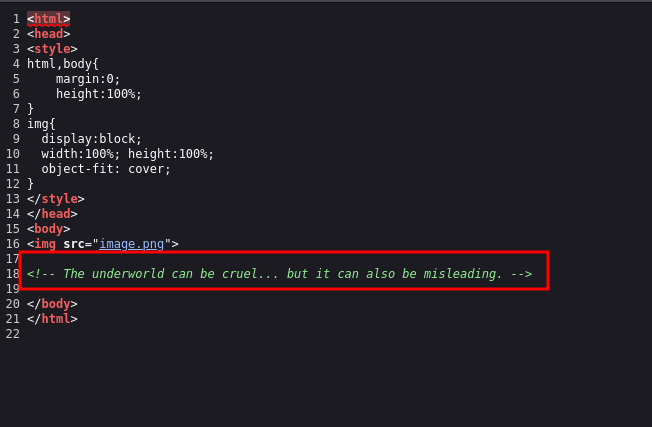 1 <html>
2 <head>
3 <style>
4 html,body{
5     margin:0;
6     height:100%;
7 }
8 img{
9   display:block;
10   width:100%; height:100%;
11   object-fit: cover;
12 }
13 </style>
14 </head>
15 <body>
16 <img src="image.png">
17
18 <!-- The underworld can be cruel... but it can also be misleading. -->
19
20 </body>
21 </html>
22